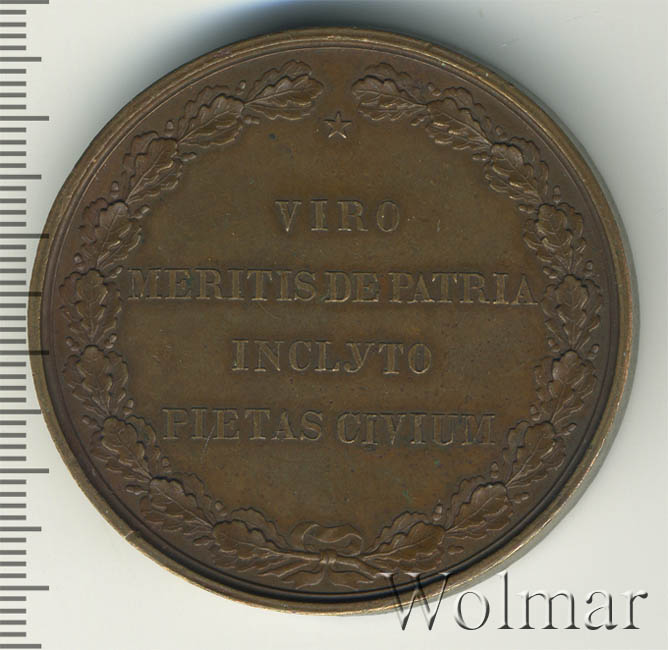 VIRO
MERITIS DE PATRIA
INCLYTO
PIETAS CIVIUM
Wolmar